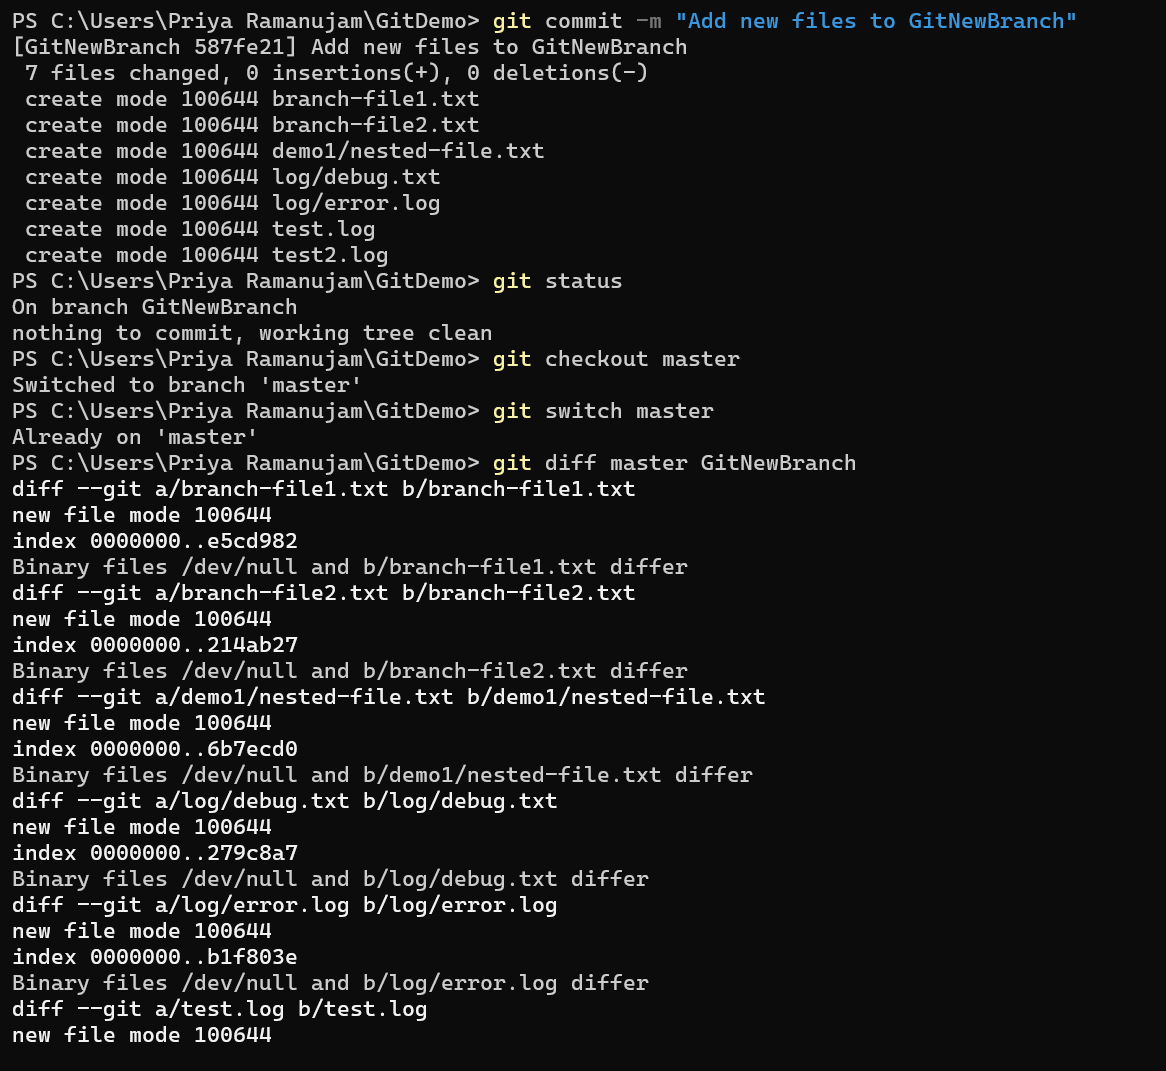 PS C:\Users\Priya Ramanujam\GitDemo> git commit -m "Add new files to GitNewBranch"
[GitNewBranch 587fe21] Add new files to GitNewBranch
 7 files changed, 0 insertions(+), 0 deletions(-)
 create mode 100644 branch-file1.txt
 create mode 100644 branch-file2.txt
 create mode 100644 demo1/nested-file.txt
 create mode 100644 log/debug.txt
 create mode 100644 log/error.log
 create mode 100644 test.log
 create mode 100644 test2.log
PS C:\Users\Priya Ramanujam\GitDemo> git status
On branch GitNewBranch
nothing to commit, working tree clean
PS C:\Users\Priya Ramanujam\GitDemo> git checkout master
Switched to branch 'master'
PS C:\Users\Priya Ramanujam\GitDemo> git switch master
Already on 'master'
PS C:\Users\Priya Ramanujam\GitDemo> git diff master GitNewBranch
diff --git a/branch-file1.txt b/branch-file1.txt
new file mode 100644
index 0000000..e5cd982
Binary files /dev/null and b/branch-file1.txt differ
diff --git a/branch-file2.txt b/branch-file2.txt
new file mode 100644
index 0000000..214ab27
Binary files /dev/null and b/branch-file2.txt differ
diff --git a/demo1/nested-file.txt b/demo1/nested-file.txt
new file mode 100644
index 0000000..6b7ecd0
Binary files /dev/null and b/demo1/nested-file.txt differ
diff --git a/log/debug.txt b/log/debug.txt
new file mode 100644
index 0000000..279c8a7
Binary files /dev/null and b/log/debug.txt differ
diff --git a/log/error.log b/log/error.log
new file mode 100644
index 0000000..b1f803e
Binary files /dev/null and b/log/error.log differ
diff --git a/test.log b/test.log
new file mode 100644